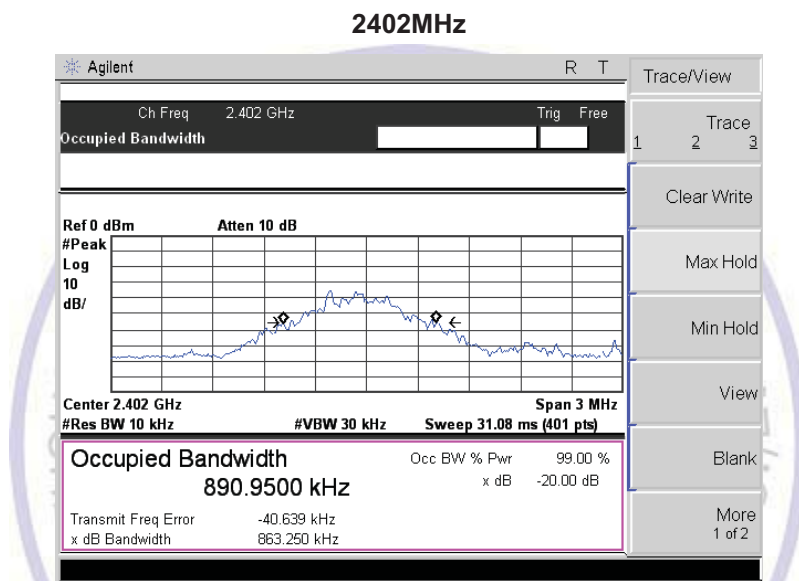 2402MHz
Agilent R T
Ch Freq 2.402 GHz Trig Free
Occupied Bandwidth
Ref 0 dBm Atten 10 dB
#Peak
Log
10
dB/
Center 2.402 GHz Span 3 MHz
#Res BW 10 kHz #VBW 30 kHz Sweep 31.08 ms (401 pts)
Occupied Bandwidth Occ BW % Pwr 99.00 %
890.9500 kHz x dB -20.00 dB
Transmit Freq Error -40.639 kHz
x dB Bandwidth 863.250 kHz
Trace/View
Trace
1 2 3
Clear Write
Max Hold
Min Hold
View
Blank
More
1 of 2